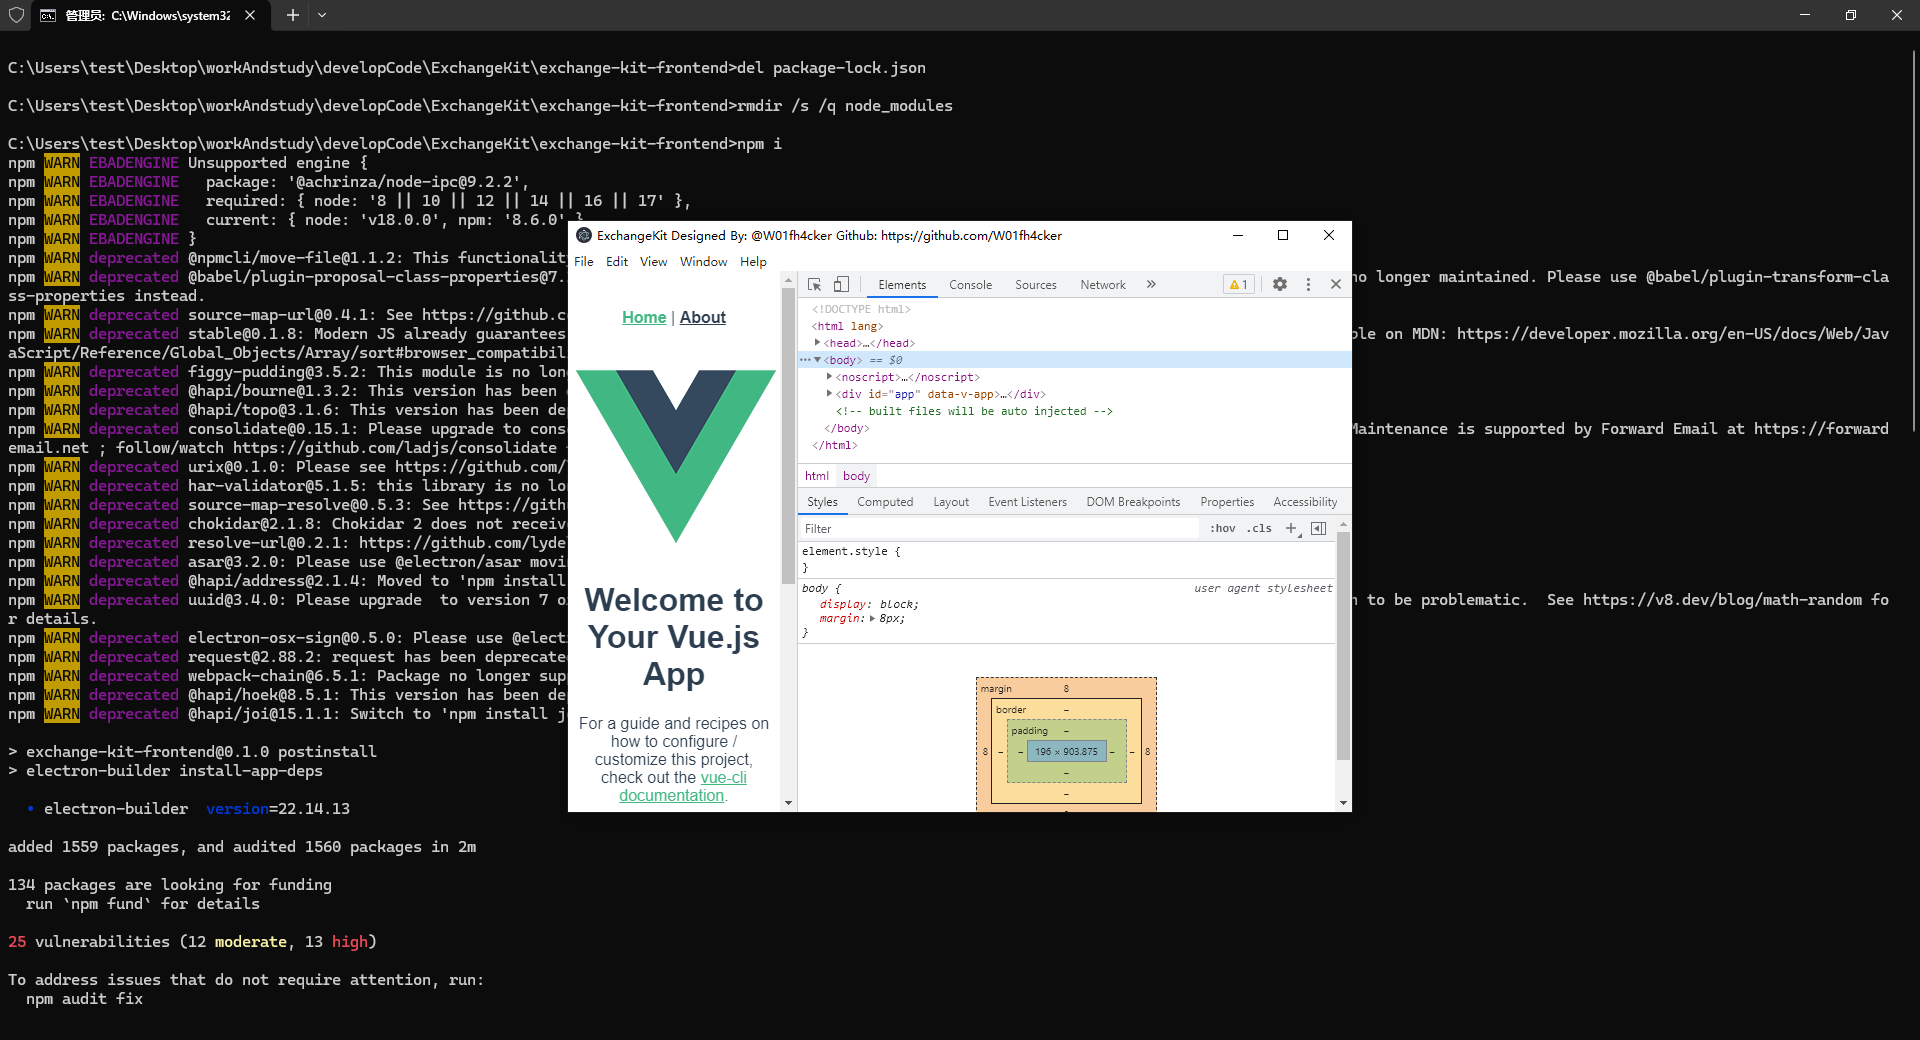 管理员: C:\Windows\system32
C:\Users\test\Desktop\workAndstudy\developCode\ExchangeKit\exchange-kit-frontend>del package-lock.json
C:\Users\test\Desktop\workAndstudy\developCode\ExchangeKit\exchange-kit-frontend>rmdir /s /q node_modules
C:\Users\test\Desktop\workAndstudy\developCode\ExchangeKit\exchange-kit-frontend>npm i
npm WARN EBADENGINE Unsupported engine {
npm WARN EBADENGINE   package: '@achrinza/node-ipc@9.2.2',
npm WARN EBADENGINE   required: { node: '8 || 10 || 12 || 14 || 16 || 17' },
npm WARN EBADENGINE   current: { node: 'v18.0.0', npm: '8.6.0' }
npm WARN EBADENGINE }
npm WARN deprecated @npmcli/move-file@1.1.2: This functionality
npm WARN deprecated @babel/plugin-proposal-class-properties@7. no longer maintained. Please use @babel/plugin-transform-cla
ss-properties instead.
npm WARN deprecated source-map-url@0.4.1: See https://github.c
npm WARN deprecated stable@0.1.8: Modern JS already guarantees ble on MDN: https://developer.mozilla.org/en-US/docs/Web/Jav
aScript/Reference/Global_Objects/Array/sort#browser_compatibil
npm WARN deprecated figgy-pudding@3.5.2: This module is no lon
npm WARN deprecated @hapi/bourne@1.3.2: This version has been
npm WARN deprecated @hapi/topo@3.1.6: This version has been de
npm WARN deprecated consolidate@0.15.1: Please upgrade to cons Maintenance is supported by Forward Email at https://forward
email.net ; follow/watch https://github.com/ladjs/consolidate
npm WARN deprecated urix@0.1.0: Please see https://github.com/
npm WARN deprecated har-validator@5.1.5: this library is no lo
npm WARN deprecated source-map-resolve@0.5.3: See https://gith
npm WARN deprecated chokidar@2.1.8: Chokidar 2 does not receiv
npm WARN deprecated resolve-url@0.2.1: https://github.com/lyde
npm WARN deprecated asar@3.2.0: Please use @electron/asar movi
npm WARN deprecated @hapi/address@2.1.4: Moved to 'npm install
npm WARN deprecated uuid@3.4.0: Please upgrade  to version 7 o n to be problematic.  See https://v8.dev/blog/math-random fo
r details.
npm WARN deprecated electron-osx-sign@0.5.0: Please use @elect
npm WARN deprecated request@2.88.2: request has been deprecate
npm WARN deprecated webpack-chain@6.5.1: Package no longer sup
npm WARN deprecated @hapi/hoek@8.5.1: This version has been de
npm WARN deprecated @hapi/joi@15.1.1: Switch to 'npm install j
> exchange-kit-frontend@0.1.0 postinstall
> electron-builder install-app-deps
• electron-builder  version=22.14.13
added 1559 packages, and audited 1560 packages in 2m
134 packages are looking for funding
run `npm fund` for details
25 vulnerabilities (12 moderate, 13 high)
To address issues that do not require attention, run:
npm audit fix
ExchangeKit Designed By: @W01fh4cker Github: https://github.com/W01fh4cker
File Edit View Window Help
Home | About
Welcome to
Your Vue.js
App
For a guide and recipes on
how to configure /
customize this project,
check out the vue-cli
documentation.
Elements Console Sources Network » 1
<!DOCTYPE html>
<html lang>
<head>…</head>
<body> == $0
<noscript>…</noscript>
<div id="app" data-v-app>…</div>
<!-- built files will be auto injected -->
</body>
</html>
html body
Styles Computed Layout Event Listeners DOM Breakpoints Properties Accessibility
Filter :hov .cls +
element.style {
}
body { user agent stylesheet
display: block;
margin: 8px;
}
margin 8
border –
padding –
8 – – 196 × 903.875 – – 8
–
–